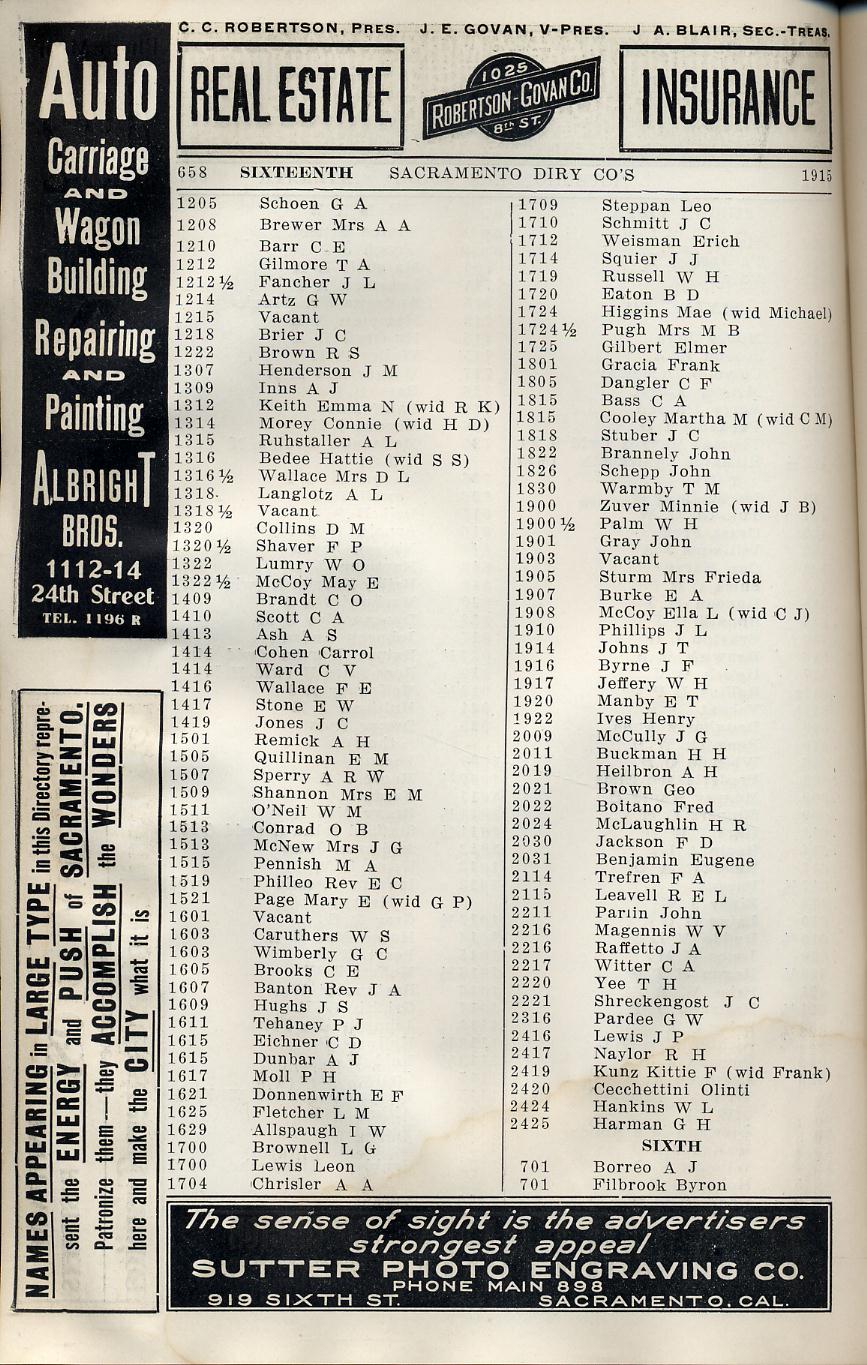 C. C. ROBERTSON, PRES. J. E. GOVAN, V-PRES. J A. BLAIR, SEC.-TREAS.
REAL ESTATE
1025
ROBERTSON-GOVAN CO.
8th ST.
INSURANCE
Auto
Carriage
AND
Wagon
Building
Repairing
AND
Painting
ALBRIGHT
BROS.
1112-14
24th Street
TEL. 1196 R
NAMES APPEARING in LARGE TYPE in this Directory repre-
sent the ENERGY and PUSH of SACRAMENTO.
Patronize them—they ACCOMPLISH the WONDERS
here and make the CITY what it is
658 SIXTEENTH SACRAMENTO DIRY CO'S 1915
1205 Schoen G A
1208 Brewer Mrs A A
1210 Barr C E
1212 Gilmore T A
1212½ Fancher J L
1214 Artz G W
1215 Vacant
1218 Brier J C
1222 Brown R S
1307 Henderson J M
1309 Inns A J
1312 Keith Emma N (wid R K)
1314 Morey Connie (wid H D)
1315 Ruhstaller A L
1316 Bedee Hattie (wid S S)
1316½ Wallace Mrs D L
1318 Langlotz A L
1318½ Vacant
1320 Collins D M
1320½ Shaver F P
1322 Lumry W O
1322½ McCoy May E
1409 Brandt C O
1410 Scott C A
1413 Ash A S
1414 Cohen Carrol
1414 Ward C V
1416 Wallace F E
1417 Stone E W
1419 Jones J C
1501 Remick A H
1505 Quillinan E M
1507 Sperry A R W
1509 Shannon Mrs E M
1511 O'Neil W M
1513 Conrad O B
1513 McNew Mrs J G
1515 Pennish M A
1519 Philleo Rev E C
1521 Page Mary E (wid G P)
1601 Vacant
1603 Caruthers W S
1603 Wimberly G C
1605 Brooks C E
1607 Banton Rev J A
1609 Hughs J S
1611 Tehaney P J
1615 Eichner C D
1615 Dunbar A J
1617 Moll P H
1621 Donnenwirth E F
1625 Fletcher L M
1629 Allspaugh I W
1700 Brownell L G
1700 Lewis Leon
1704 Chrisler A A
1709 Steppan Leo
1710 Schmitt J C
1712 Weisman Erich
1714 Squier J J
1719 Russell W H
1720 Eaton B D
1724 Higgins Mae (wid Michael)
1724½ Pugh Mrs M B
1725 Gilbert Elmer
1801 Gracia Frank
1805 Dangler C F
1815 Bass C A
1815 Cooley Martha M (wid C M)
1818 Stuber J C
1822 Brannely John
1826 Schepp John
1830 Warmby T M
1900 Zuver Minnie (wid J B)
1900½ Palm W H
1901 Gray John
1903 Vacant
1905 Sturm Mrs Frieda
1907 Burke E A
1908 McCoy Ella L (wid C J)
1910 Phillips J L
1914 Johns J T
1916 Byrne J F
1917 Jeffery W H
1920 Manby E T
1922 Ives Henry
2009 McCully J G
2011 Buckman H H
2019 Heilbron A H
2021 Brown Geo
2022 Boitano Fred
2024 McLaughlin H R
2030 Jackson F D
2031 Benjamin Eugene
2114 Trefren F A
2115 Leavell R E L
2211 John
2216 Magennis W V
2216 Raffetto J A
2217 Witter C A
2220 Yee T H
2221 Shreckengost J C
2316 Pardee G W
2416 Lewis J P
2417 Naylor R H
2419 Kunz Kittie F (wid Frank)
2420 Cecchettini Olinti
2424 Hankins W L
2425 Harman G H
SIXTH
701 Borreo A J
701 Filbrook Byron
The sense of sight is the advertisers
strongest appeal
SUTTER PHOTO ENGRAVING CO.
PHONE MAIN 898
919 SIXTH ST. SACRAMENTO, CAL.